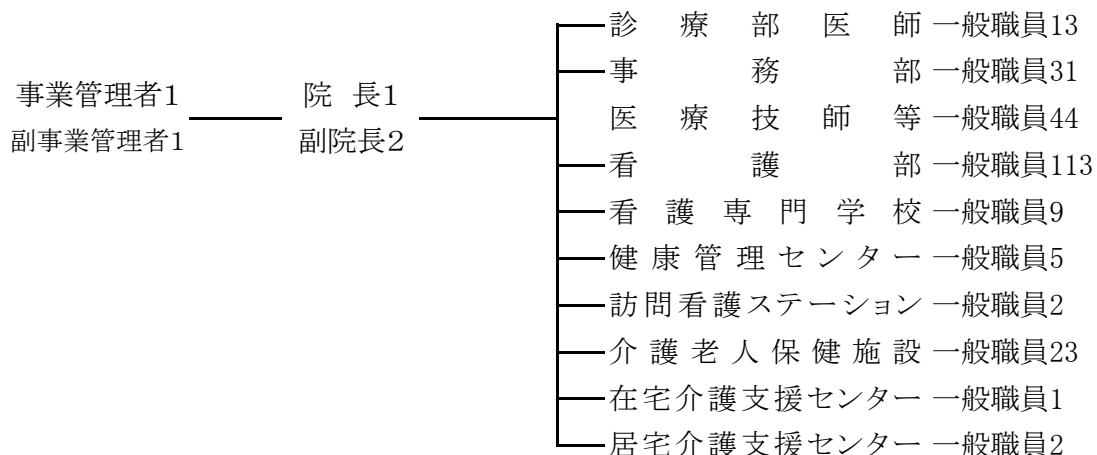 事業管理者1
副事業管理者1
院 長1
副院長2
診療部医師 一般職員13
事務部 一般職員31
医療技師等 一般職員44
看護部 一般職員113
看護専門学校 一般職員9
健康管理センター 一般職員5
訪問看護ステーション 一般職員2
介護老人保健施設 一般職員23
在宅介護支援センター 一般職員1
居宅介護支援センター 一般職員2